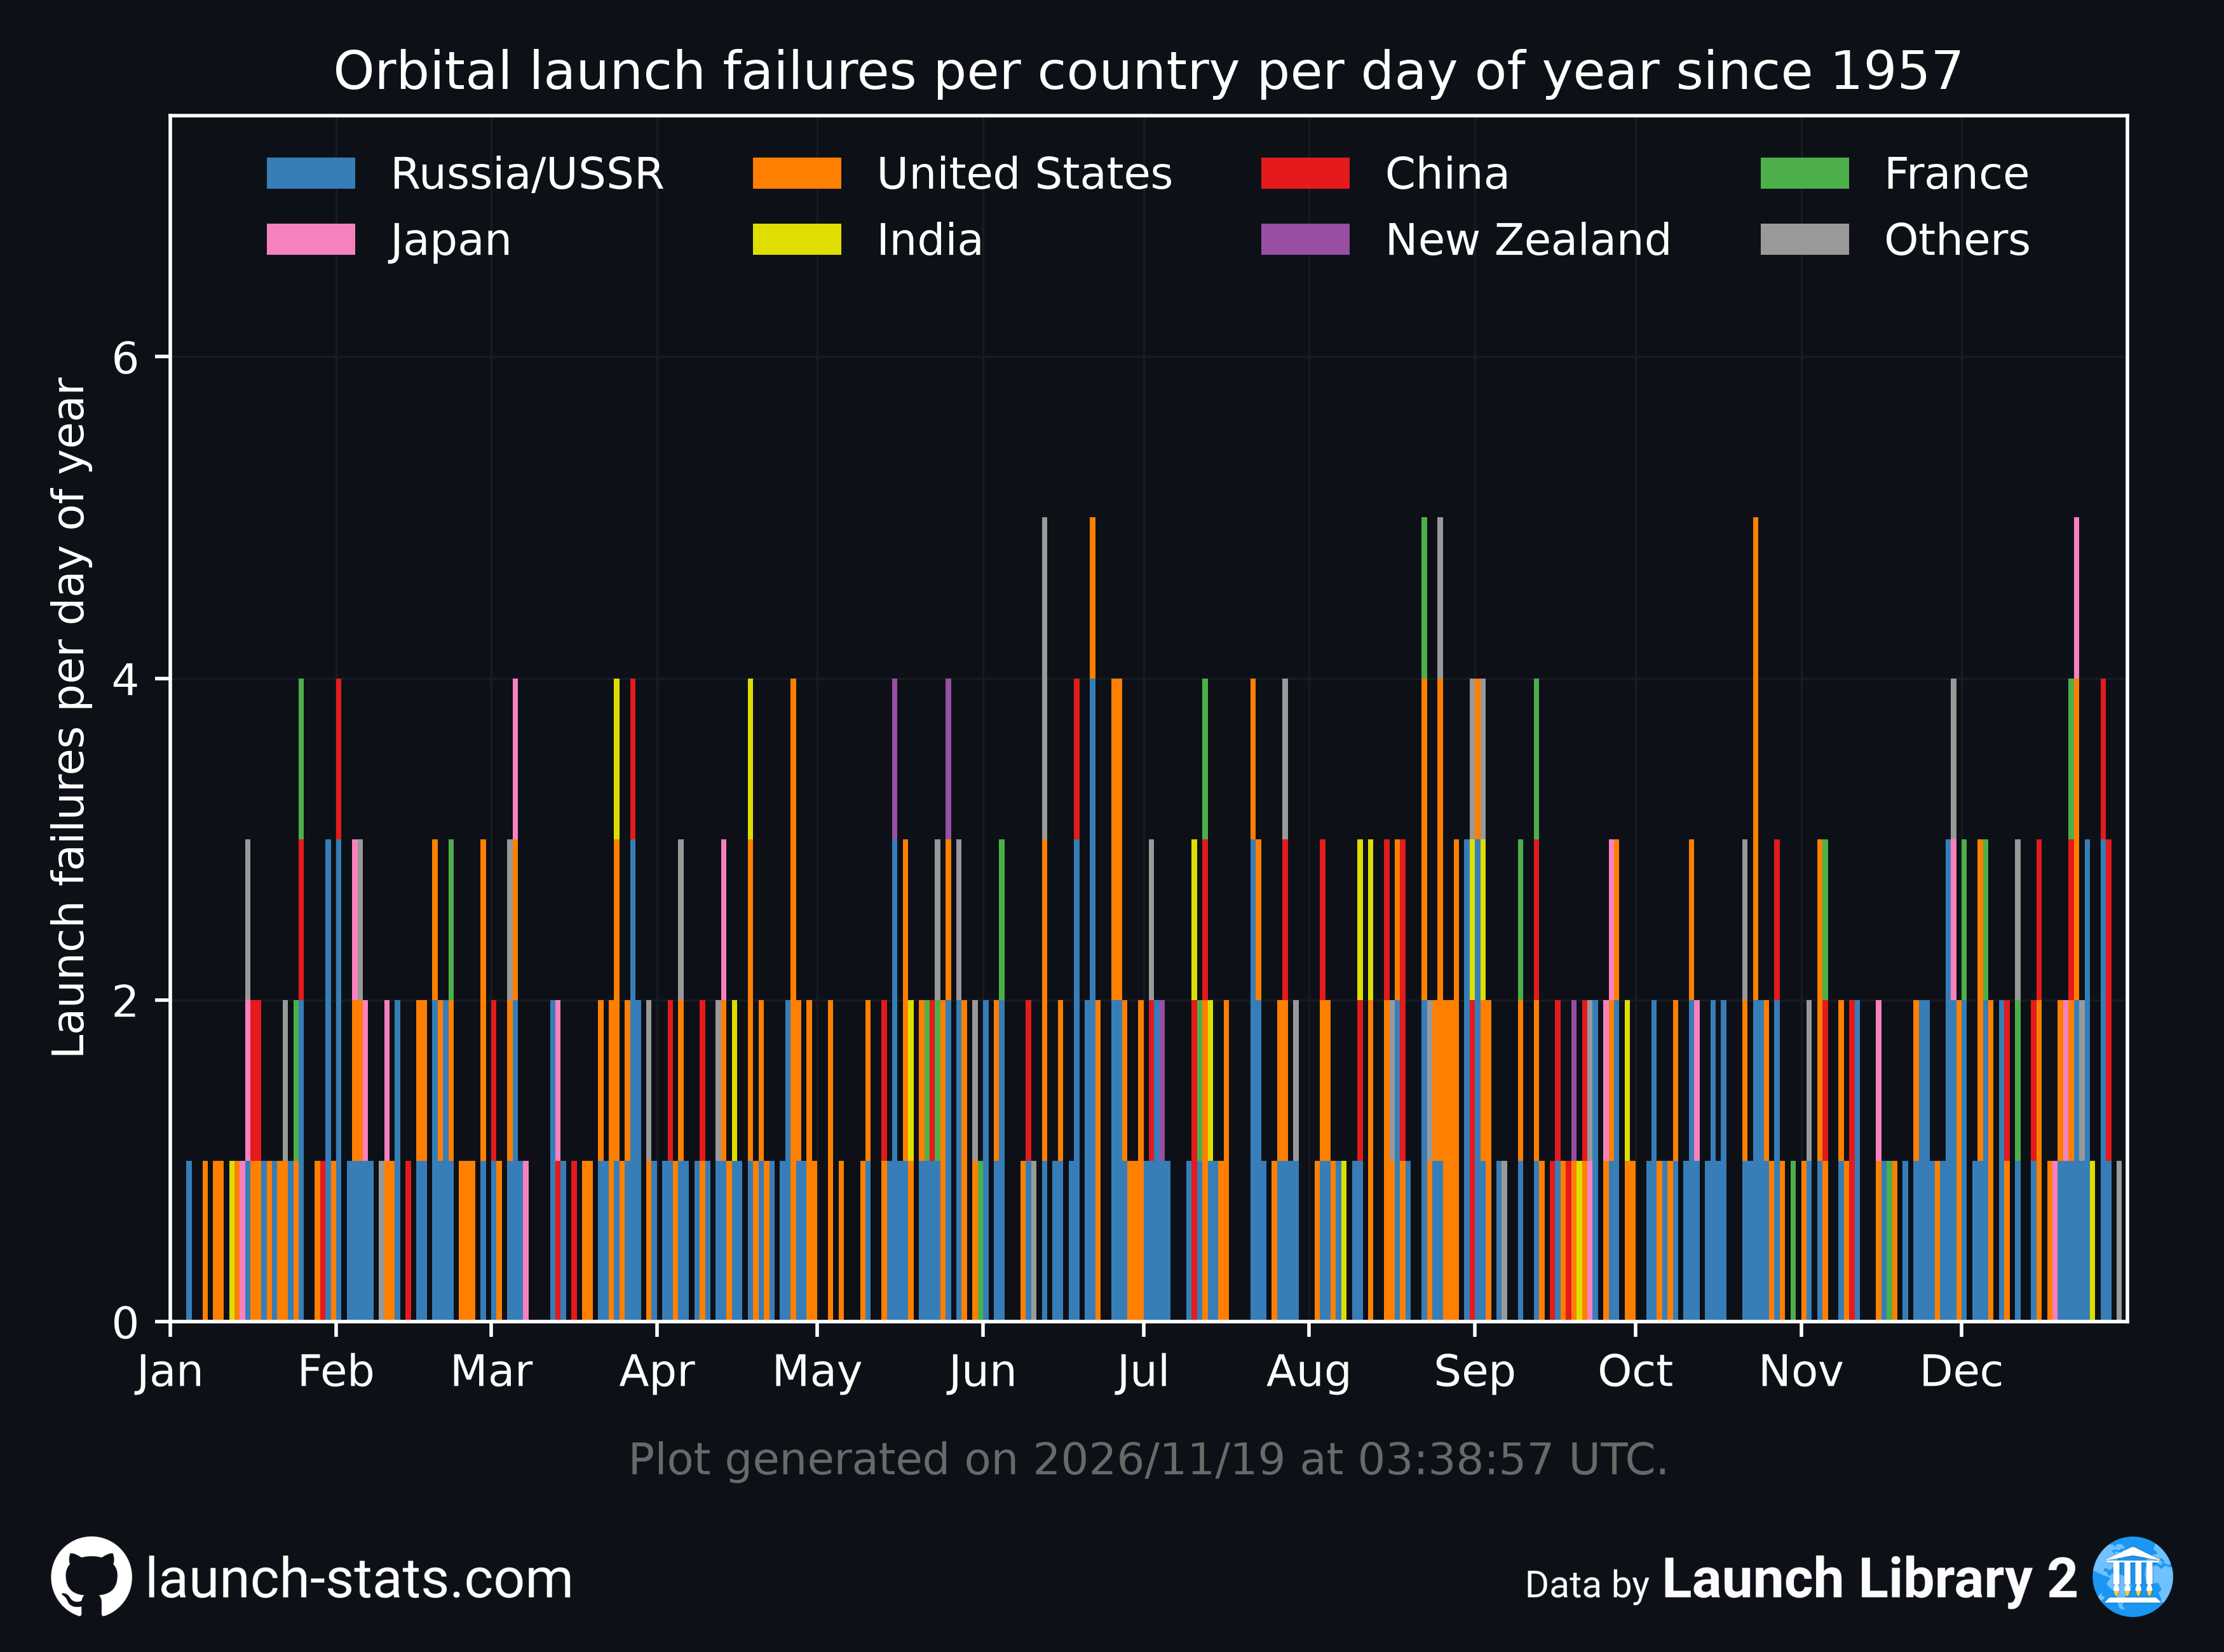 Orbital launch failures per country per day of year since 1957
Russia/USSR United States China France
Japan India New Zealand Others
Launch failures per day of year
6
4
2
0
Jan Feb Mar Apr May Jun Jul Aug Sep Oct Nov Dec
Plot generated on 2026/11/19 at 03:38:57 UTC.
launch-stats.com
Data by Launch Library 2